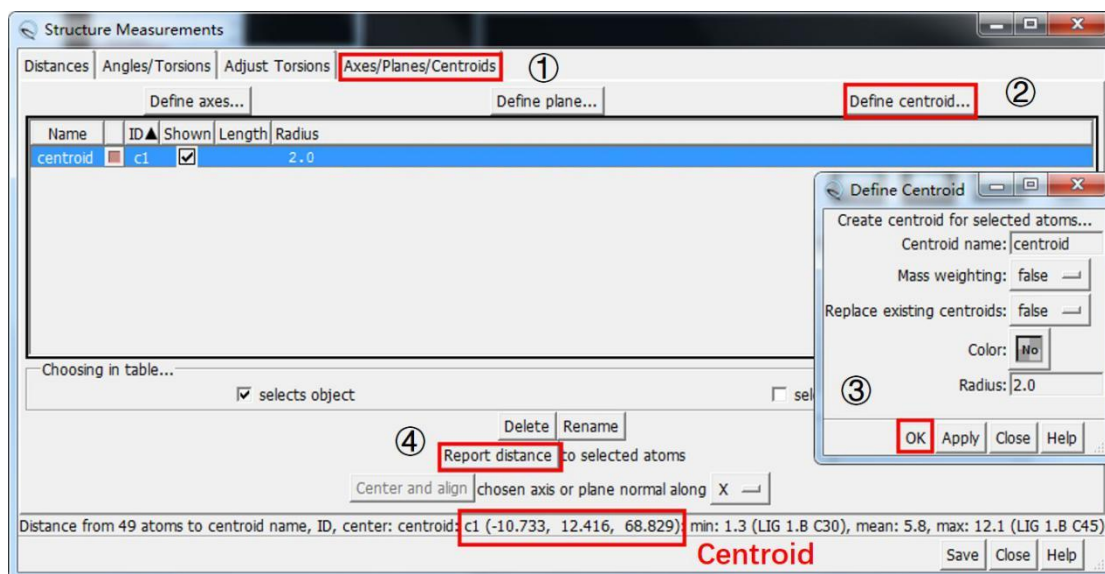 Structure Measurements
Distances Angles/Torsions Adjust Torsions Axes/Planes/Centroids ①
Define axes... Define plane... Define centroid... ②
Name ID▲ Shown Length Radius
centroid c1 2.0
Define Centroid
Create centroid for selected atoms...
Centroid name: centroid
Mass weighting: false
Replace existing centroids: false
Color: No
③ Radius: 2.0
OK Apply Close Help
Choosing in table...
selects object sel
Delete Rename
④ Report distance to selected atoms
Center and align chosen axis or plane normal along X
Distance from 49 atoms to centroid name, ID, center: centroid: c1 (-10.733, 12.416, 68.829): min: 1.3 (LIG 1.B C30), mean: 5.8, max: 12.1 (LIG 1.B C45)
Centroid
Save Close Help